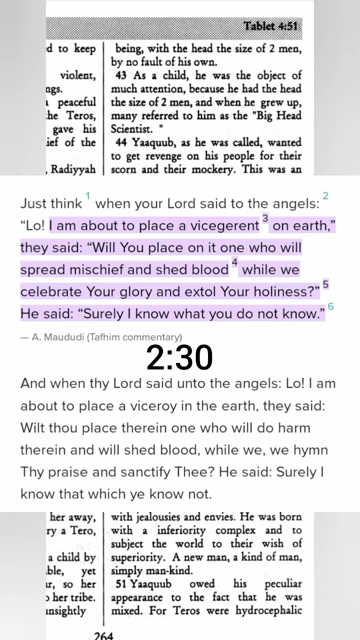 Tablet 4:51
d to keep
violent,
ngs.
peaceful
he Teros,
gave his
ief of the
Radiyyah
being, with the head the size of 2 men,
by no fault of his own.
43 As a child, he was the object of
much attention, because he had the head
the size of 2 men, and when he grew up,
many referred to him as the "Big Head
Scientist. "
44 Yaaqub, as he was called, wanted
to get revenge on his people for their
scorn and their mockery. This was an
Just think 1 when your Lord said to the angels: 2
“Lo! I am about to place a vicegerent 3 on earth,”
they said: “Will You place on it one who will
spread mischief and shed blood 4 while we
celebrate Your glory and extol Your holiness?” 5
He said: “Surely I know what you do not know.” 6
— A. Maududi (Tafhim commentary)
2:30
And when thy Lord said unto the angels: Lo! I am
about to place a viceroy in the earth, they said:
Wilt thou place therein one who will do harm
therein and will shed blood, while we, we hymn
Thy praise and sanctify Thee? He said: Surely I
know that which ye know not.
her away,
ry a Tero,
a child by
ble, yet
ar, so her
o her tribe.
unsightly
with jealousies and envies. He was born
with a inferiority complex and to
subject the world to their wish of
superiority. A new man, a kind of man,
simply man-kind.
51 Yaaqub owed his peculiar
appearance to the fact that he was
mixed. For Teros were hydrocephelic
264